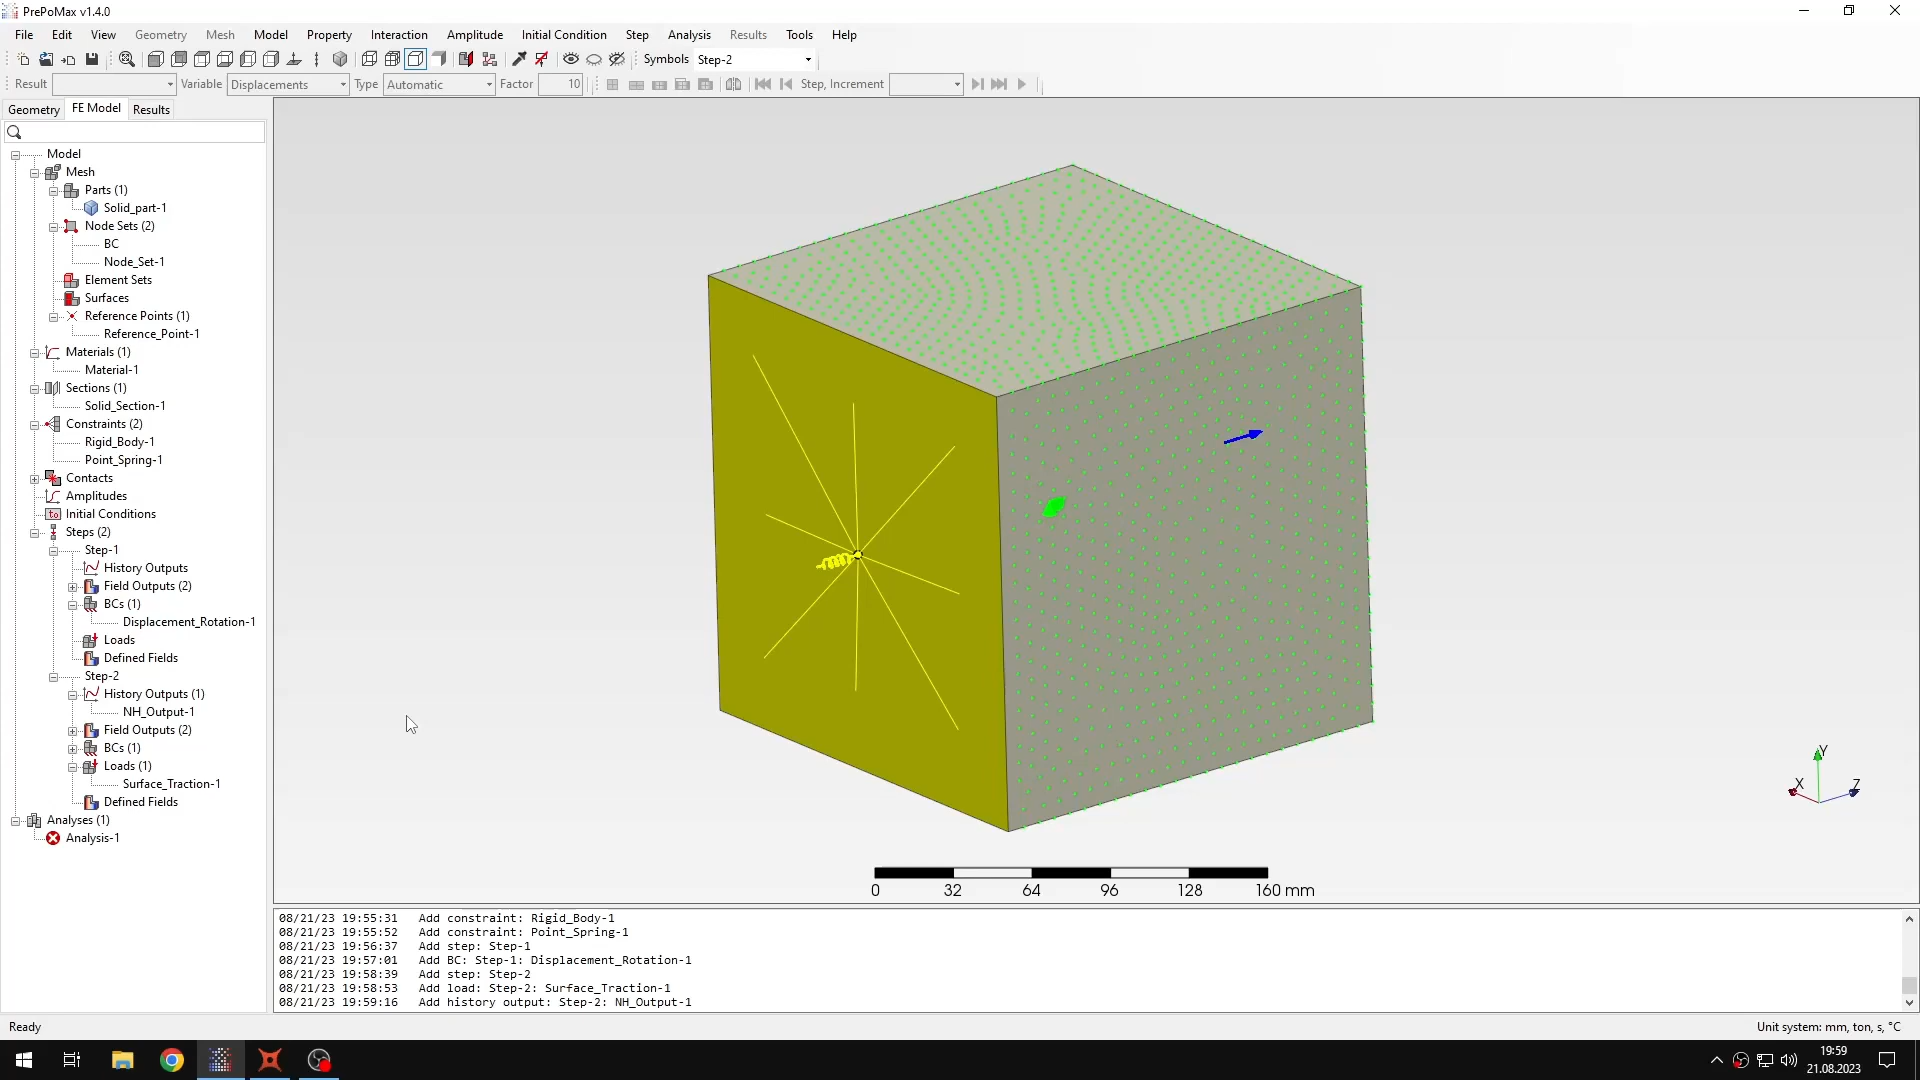 PrePoMax v1.4.0
File Edit View Geometry Mesh Model Property Interaction Amplitude Initial Condition Step Analysis Results Tools Help
Symbols Step-2
Result Variable Displacements Type Automatic Factor 10 Step, Increment
Geometry FE Model Results
Model
Mesh
Parts (1)
Solid_part-1
Node Sets (2)
BC
Node_Set-1
Element Sets
Surfaces
Reference Points (1)
Reference_Point-1
Materials (1)
Material-1
Sections (1)
Solid_Section-1
Constraints (2)
Rigid_Body-1
Point_Spring-1
Contacts
Amplitudes
Initial Conditions
Steps (2)
Step-1
History Outputs
Field Outputs (2)
BCs (1)
Displacement_Rotation-1
Loads
Defined Fields
Step-2
History Outputs (1)
NH_Output-1
Field Outputs (2)
BCs (1)
Loads (1)
Surface_Traction-1
Defined Fields
Analyses (1)
Analysis-1
Y
X Z
0 32 64 96 128 160 mm
08/21/23 19:55:31 Add constraint: Rigid_Body-1
08/21/23 19:55:52 Add constraint: Point_Spring-1
08/21/23 19:56:37 Add step: Step-1
08/21/23 19:57:01 Add BC: Step-1: Displacement_Rotation-1
08/21/23 19:58:39 Add step: Step-2
08/21/23 19:58:53 Add load: Step-2: Surface_Traction-1
08/21/23 19:59:16 Add history output: Step-2: NH_Output-1
Ready Unit system: mm, ton, s, °C
19:59
21.08.2023